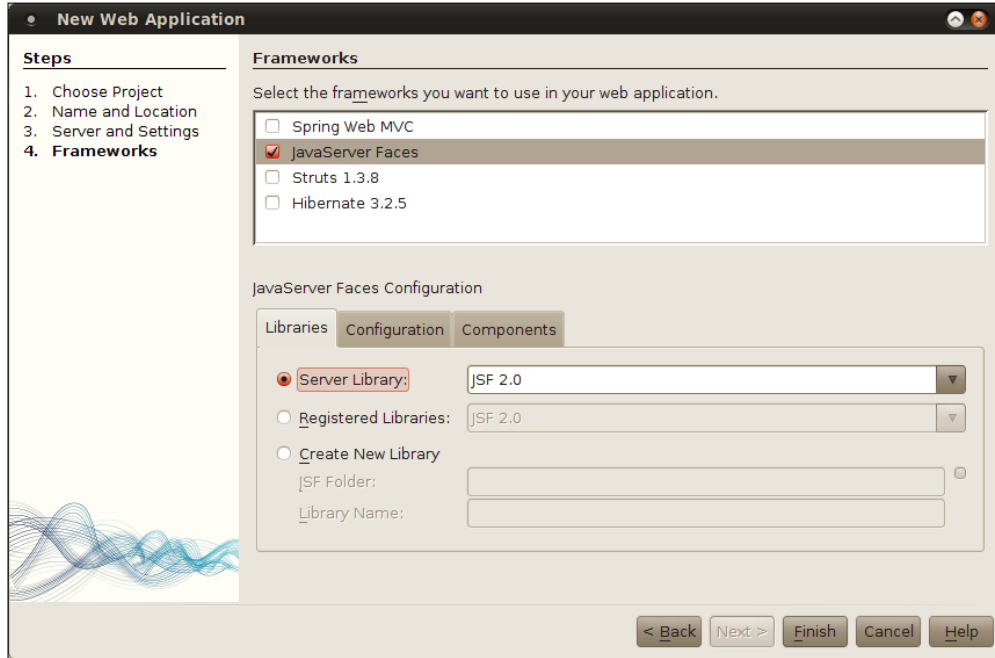 New Web Application
Steps
1. Choose Project
2. Name and Location
3. Server and Settings
4. Frameworks
Frameworks
Select the frameworks you want to use in your web application.
Spring Web MVC
JavaServer Faces
Struts 1.3.8
Hibernate 3.2.5
JavaServer Faces Configuration
Libraries Configuration Components
Server Library: JSF 2.0
Registered Libraries: JSF 2.0
Create New Library
JSF Folder:
Library Name:
< Back Next > Finish Cancel Help